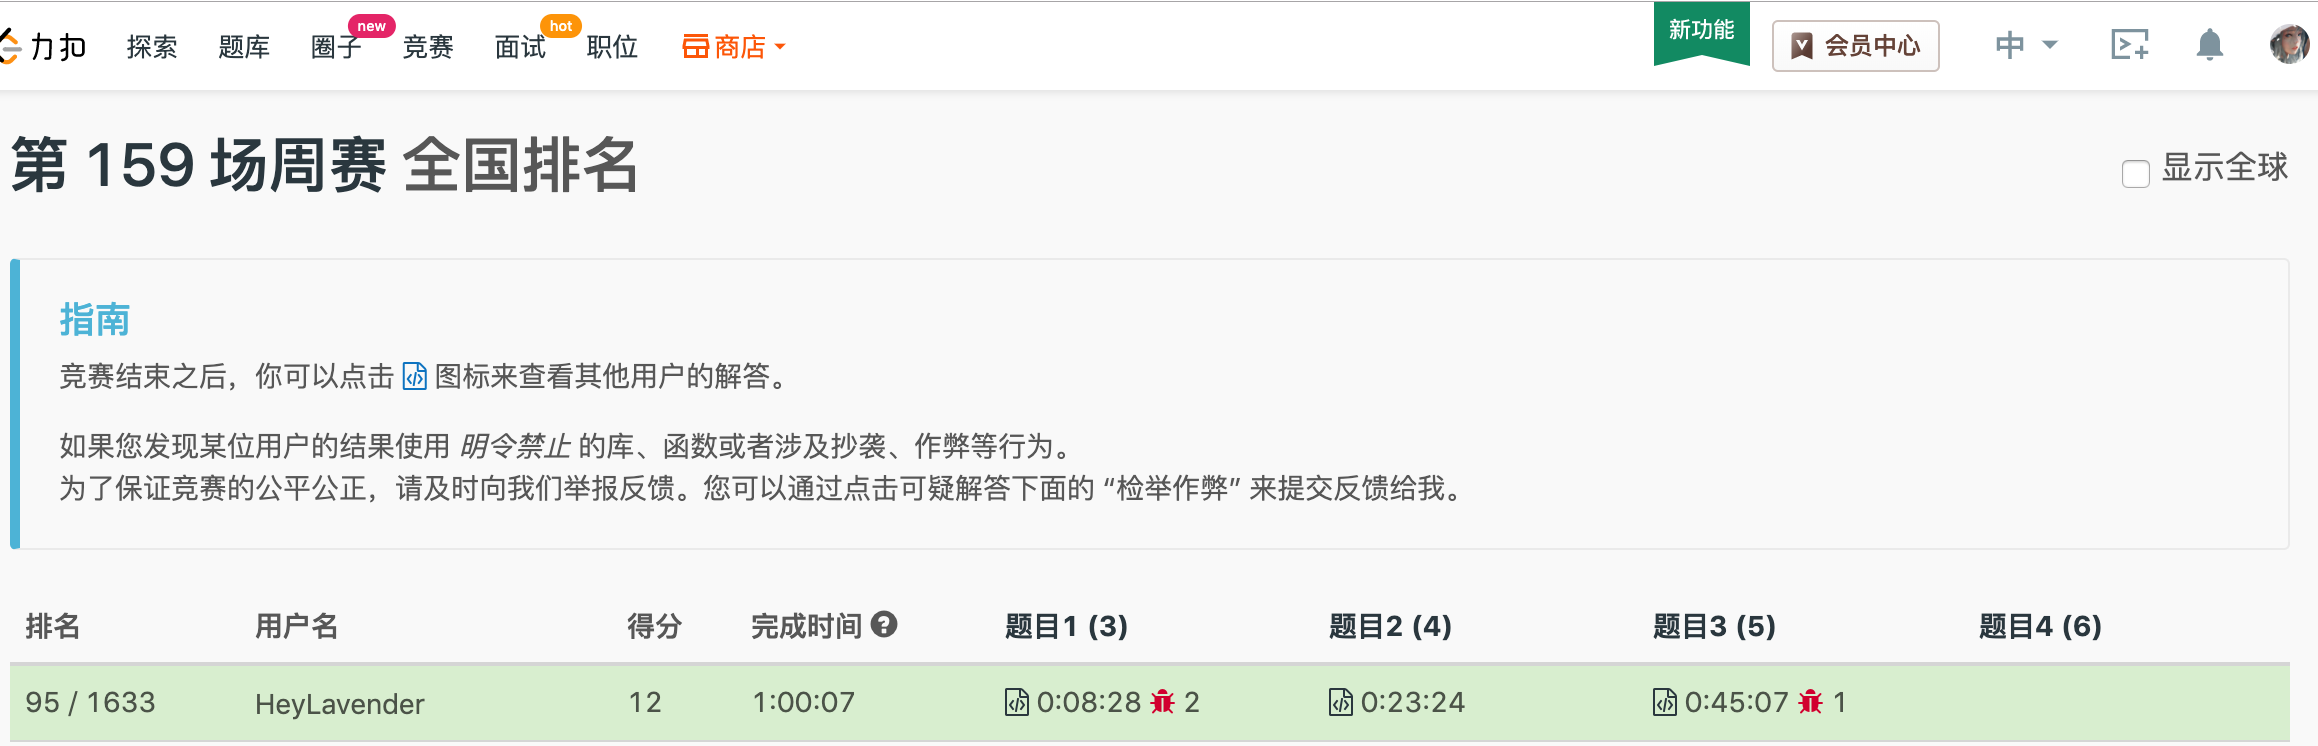 力扣 探索 题库 圈子 new 竞赛 面试 hot 职位 商店 新功能 会员中心 中
第 159 场周赛 全国排名 显示全球
指南
竞赛结束之后，你可以点击 图标来查看其他用户的解答。
如果您发现某位用户的结果使用 明令禁止 的库、函数或者涉及抄袭、作弊等行为。
为了保证竞赛的公平公正，请及时向我们举报反馈。您可以通过点击可疑解答下面的 “检举作弊” 来提交反馈给我。
排名 用户名 得分 完成时间 题目1 (3) 题目2 (4) 题目3 (5) 题目4 (6)
95 / 1633 HeyLavender 12 1:00:07 0:08:28 2 0:23:24 0:45:07 1